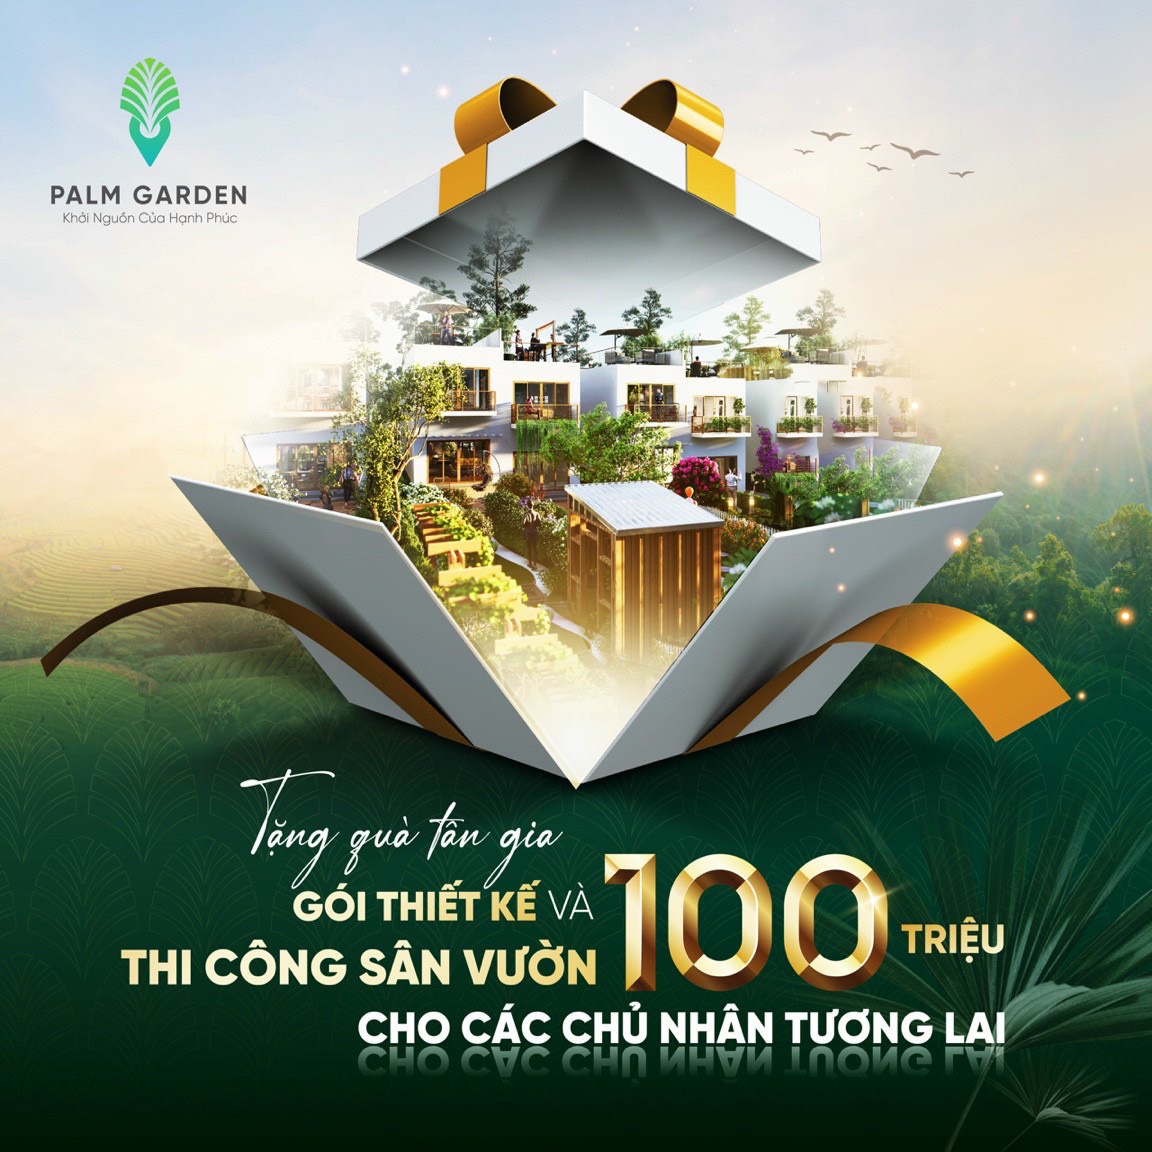 PALM GARDEN
Khởi Nguồn Của Hạnh Phúc
Tặng quà tân gia
GÓI THIẾT KẾ VÀ
THI CÔNG SÂN VƯỜN 100 TRIỆU
CHO CÁC CHỦ NHÂN TƯƠNG LAI